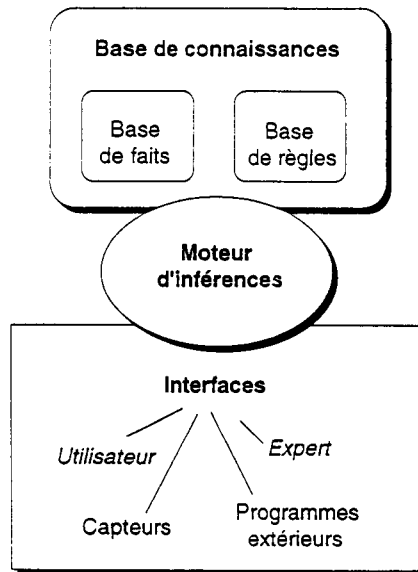 Base de connaissances
Base
de faits
Base
de règles
Moteur
d'inférences
Interfaces
Utilisateur
Expert
Capteurs
Programmes
extérieurs